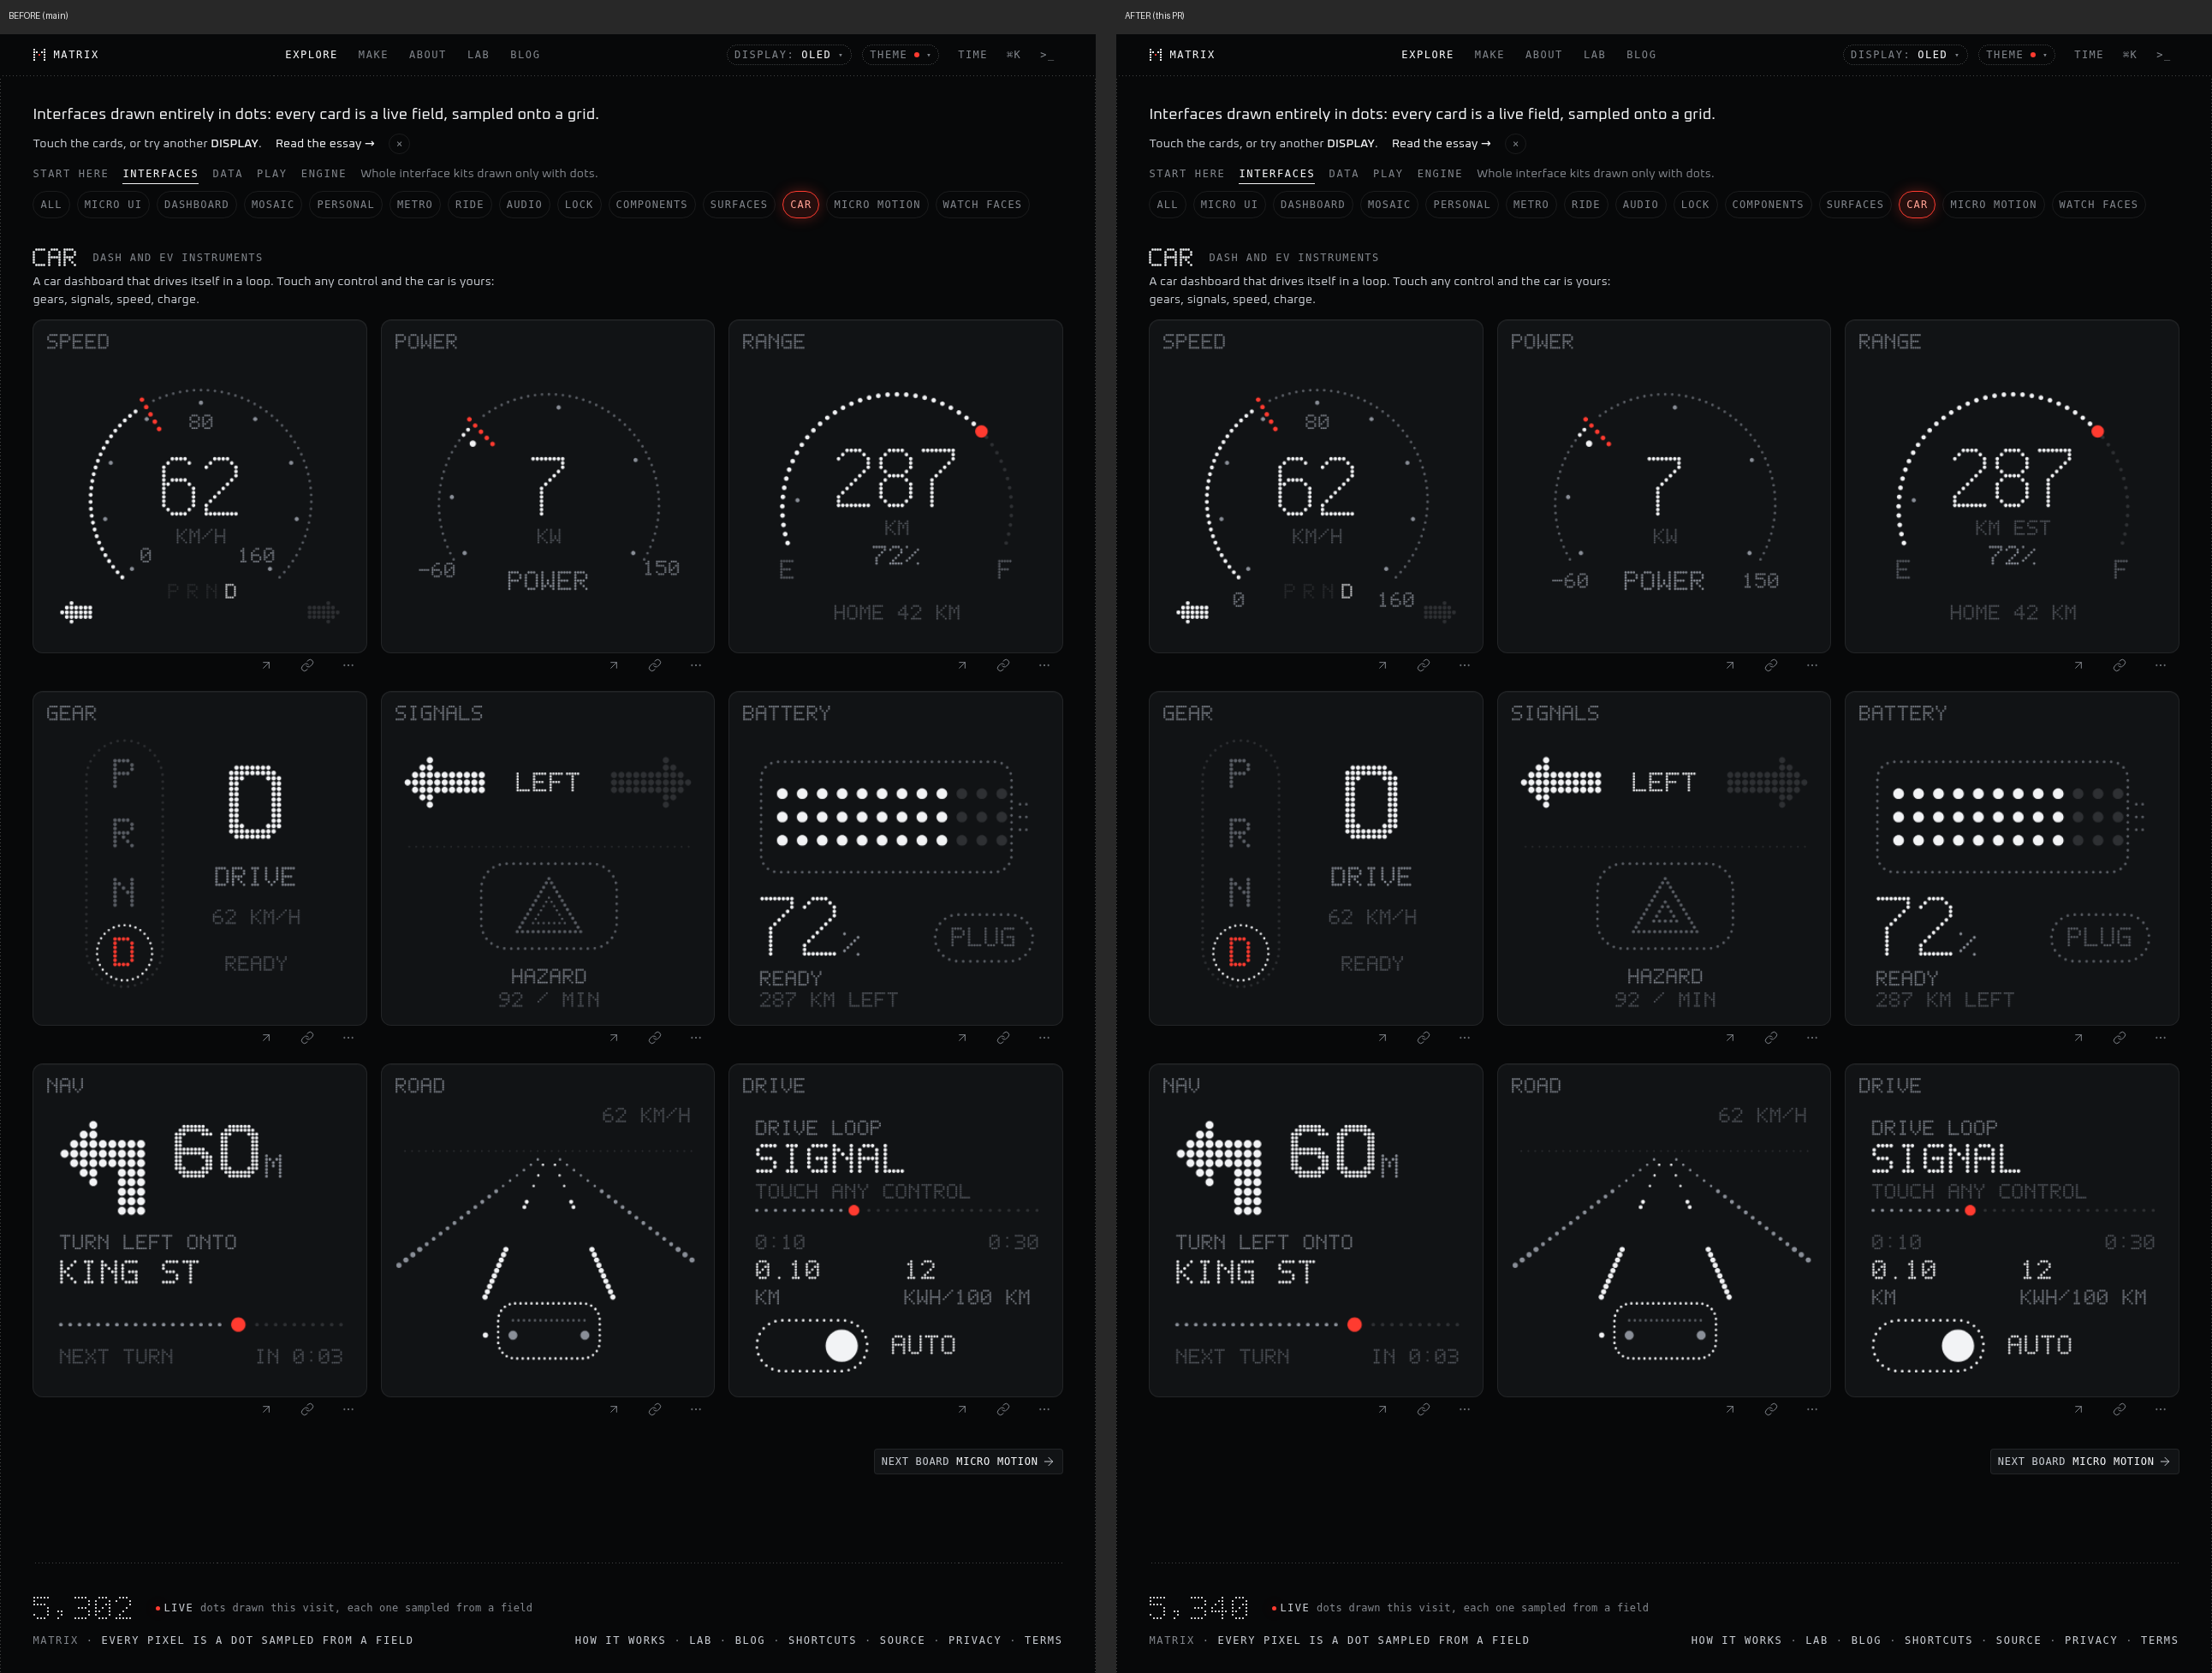 BEFORE (main)
MATRIX EXPLORE MAKE ABOUT LAB BLOG DISPLAY: OLED THEME TIME ⌘K >_
Interfaces drawn entirely in dots: every card is a live field, sampled onto a grid.
Touch the cards, or try another DISPLAY. Read the essay → ×
START HERE INTERFACES DATA PLAY ENGINE Whole interface kits drawn only with dots.
ALL MICRO UI DASHBOARD MOSAIC PERSONAL METRO RIDE AUDIO LOCK COMPONENTS SURFACES CAR MICRO MOTION WATCH FACES
CAR DASH AND EV INSTRUMENTS
A car dashboard that drives itself in a loop. Touch any control and the car is yours:
gears, signals, speed, charge.
SPEED
80
62
KM/H
0 160
P R N D
POWER
7
KW
-60 150
POWER
RANGE
287
KM
72%
E F
HOME 42 KM
GEAR
P
R
N
D
D
DRIVE
62 KM/H
READY
SIGNALS
LEFT
HAZARD
92 / MIN
BATTERY
72%
PLUG
READY
287 KM LEFT
NAV
60M
TURN LEFT ONTO
KING ST
NEXT TURN IN 0:03
ROAD
62 KM/H
DRIVE
DRIVE LOOP
SIGNAL
TOUCH ANY CONTROL
0:10 0:30
0.10 12
KM KWH/100 KM
AUTO
NEXT BOARD MICRO MOTION →
5,302 LIVE dots drawn this visit, each one sampled from a field
MATRIX · EVERY PIXEL IS A DOT SAMPLED FROM A FIELD HOW IT WORKS · LAB · BLOG · SHORTCUTS · SOURCE · PRIVACY · TERMS
AFTER (this PR)
MATRIX EXPLORE MAKE ABOUT LAB BLOG DISPLAY: OLED THEME TIME ⌘K >_
Interfaces drawn entirely in dots: every card is a live field, sampled onto a grid.
Touch the cards, or try another DISPLAY. Read the essay → ×
START HERE INTERFACES DATA PLAY ENGINE Whole interface kits drawn only with dots.
ALL MICRO UI DASHBOARD MOSAIC PERSONAL METRO RIDE AUDIO LOCK COMPONENTS SURFACES CAR MICRO MOTION WATCH FACES
CAR DASH AND EV INSTRUMENTS
A car dashboard that drives itself in a loop. Touch any control and the car is yours:
gears, signals, speed, charge.
SPEED
80
62
KM/H
P R N D
0 160
POWER
7
KW
-60 POWER 150
RANGE
287
KM EST
72%
E F
HOME 42 KM
GEAR
P
R
N
D
D
DRIVE
62 KM/H
READY
SIGNALS
LEFT
HAZARD
92 / MIN
BATTERY
72%
PLUG
READY
287 KM LEFT
NAV
60M
TURN LEFT ONTO
KING ST
NEXT TURN IN 0:03
ROAD
62 KM/H
DRIVE
DRIVE LOOP
SIGNAL
TOUCH ANY CONTROL
0:10 0:30
0.10 12
KM KWH/100 KM
AUTO
NEXT BOARD MICRO MOTION →
5,340 LIVE dots drawn this visit, each one sampled from a field
MATRIX · EVERY PIXEL IS A DOT SAMPLED FROM A FIELD HOW IT WORKS · LAB · BLOG · SHORTCUTS · SOURCE · PRIVACY · TERMS